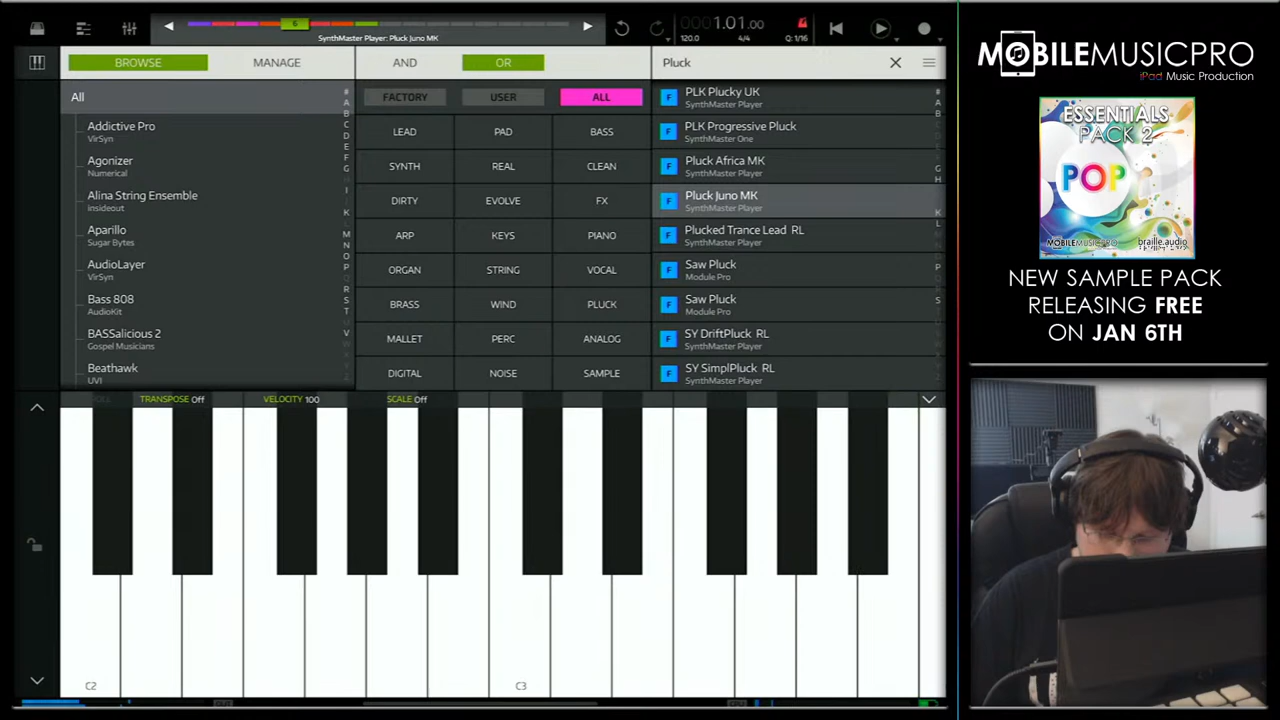 6
SynthMaster Player: Pluck Juno MK
120.0
1.01.00
4/4
Q: 1/16
BROWSE
MANAGE
AND
OR
Pluck
All
Addictive Pro
VirSyn
Agonizer
Numerical
Alina String Ensemble
insideout
Aparillo
Sugar Bytes
AudioLayer
VirSyn
Bass 808
AudioKit
BASSalicious 2
Gospel Musicians
Beathawk
UVI
FACTORY
USER
ALL
LEAD
PAD
BASS
SYNTH
REAL
CLEAN
DIRTY
EVOLVE
FX
ARP
KEYS
PIANO
ORGAN
STRING
VOCAL
BRASS
WIND
PLUCK
MALLET
PERC
ANALOG
DIGITAL
NOISE
SAMPLE
F
PLK Plucky UK
SynthMaster Player
F
PLK Progressive Pluck
SynthMaster One
F
Pluck Africa MK
SynthMaster Player
F
Pluck Juno MK
SynthMaster Player
F
Plucked Trance Lead RL
SynthMaster Player
F
Saw Pluck
Module Pro
F
Saw Pluck
Module Pro
F
SY DriftPluck RL
SynthMaster Player
F
SY SimplPluck RL
SynthMaster Player
TRANSPOSE Off
VELOCITY 100
SCALE Off
C2
C3
MOBILEMUSICPRO
iPad Music Production
ESSENTIALS
PACK 2
POP
MOBILEMUSICPRO
braille.audio
NEW SAMPLE PACK
RELEASING FREE
ON JAN 6TH